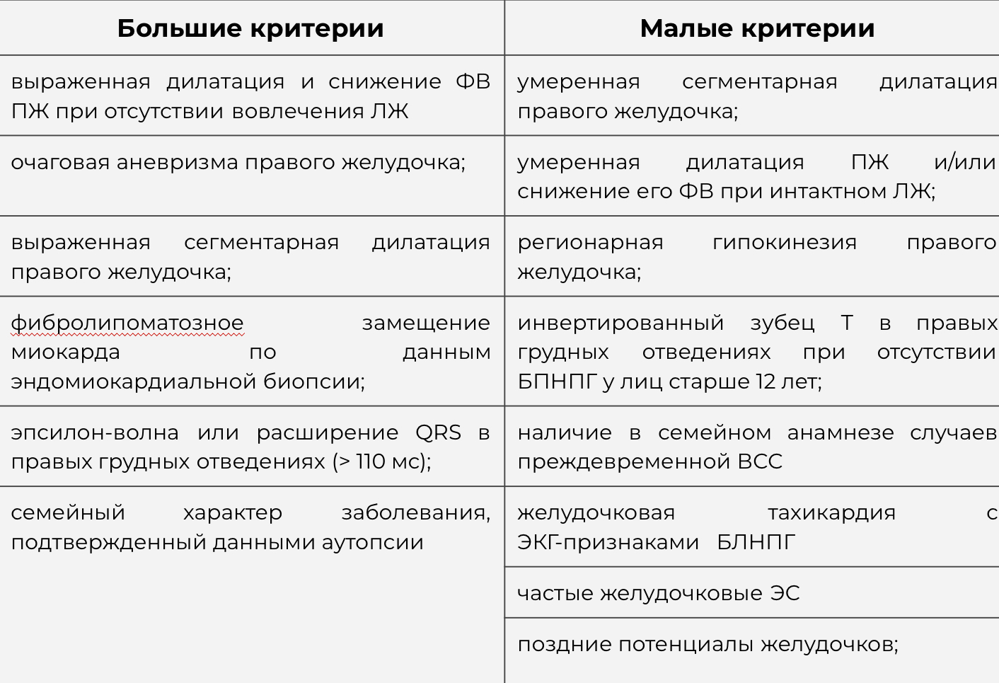 Большие критерии
Малые критерии
выраженная дилатация и снижение ФВ
ПЖ при отсутствии вовлечения ЛЖ
умеренная сегментарная дилатация
правого желудочка;
очаговая аневризма правого желудочка;
умеренная дилатация ПЖ и/или
снижение его ФВ при интактном ЛЖ;
выраженная сегментарная дилатация
правого желудочка;
регионарная гипокинезия правого
желудочка;
фибролипоматозное замещение
миокарда по данным
эндомиокардиальной биопсии;
инвертированный зубец Т в правых
грудных отведениях при отсутствии
БПНПГ у лиц старше 12 лет;
эпсилон-волна или расширение QRS в
правых грудных отведениях (> 110 мс);
наличие в семейном анамнезе случаев
преждевременной ВСС
семейный характер заболевания,
подтвержденный данными аутопсии
желудочковая тахикардия с
ЭКГ-признаками БЛНПГ
частые желудочковые ЭС
поздние потенциалы желудочков;